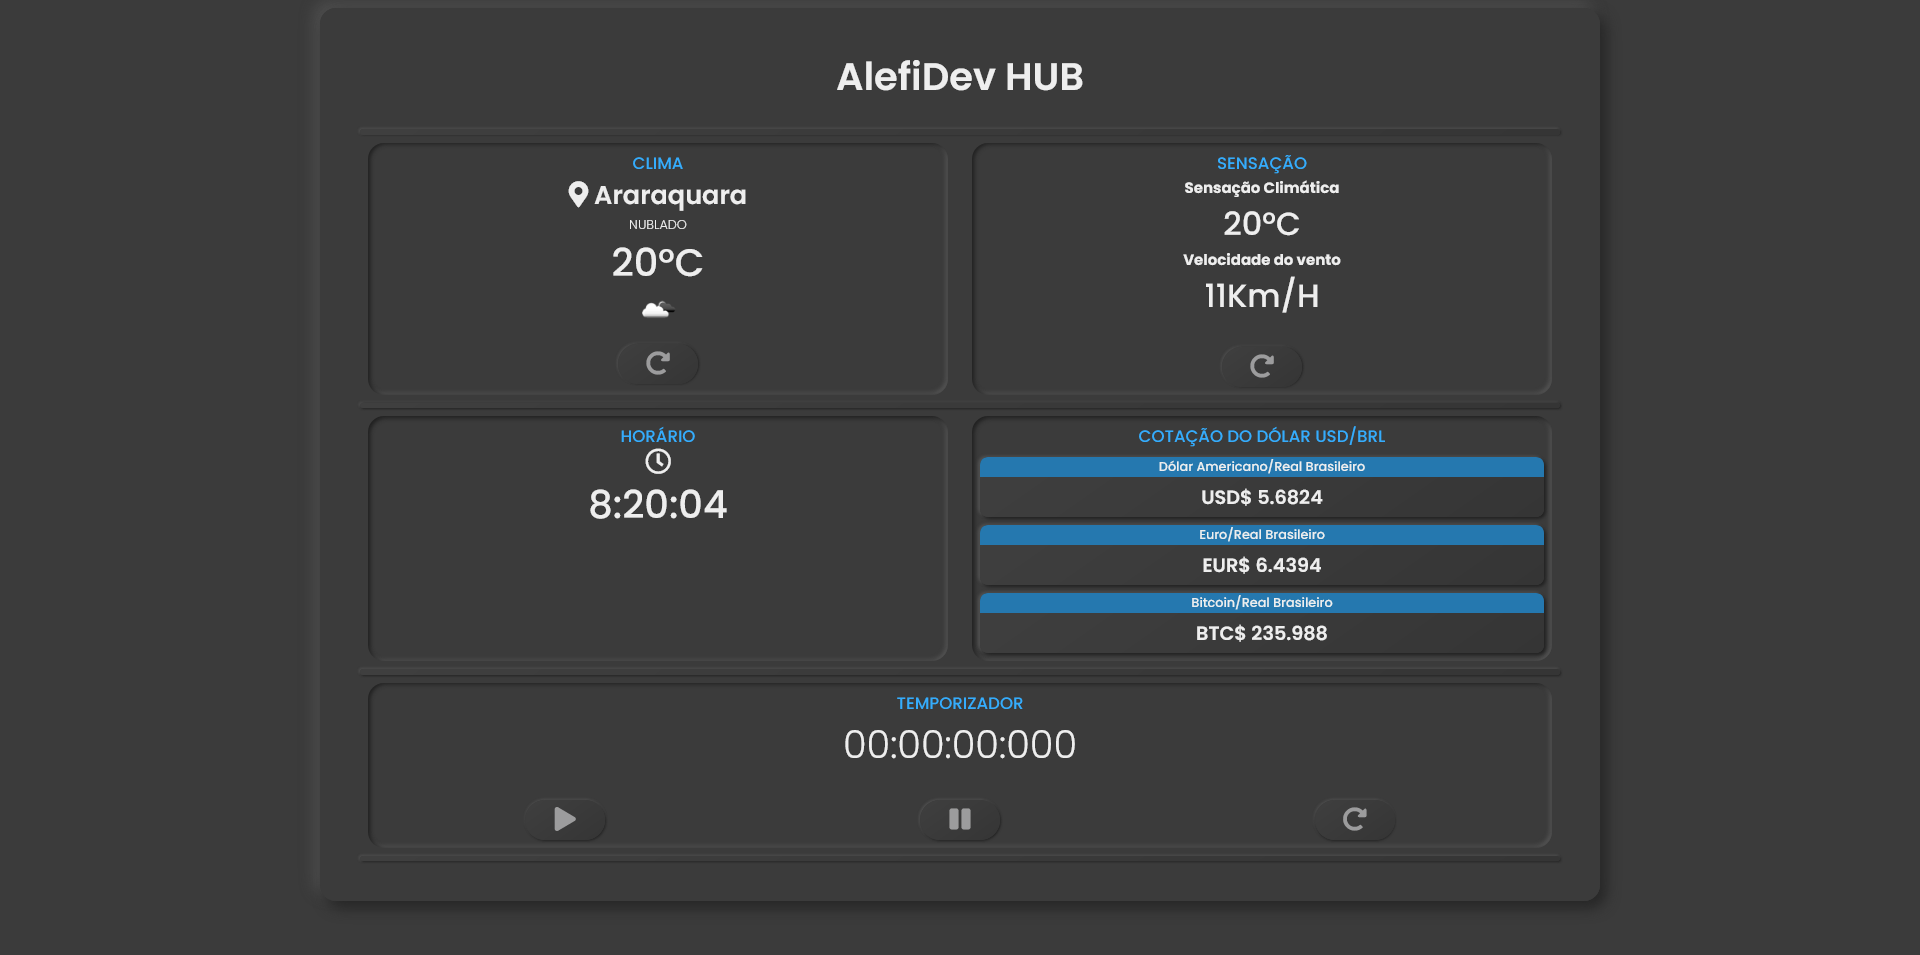 AlefiDev HUB
CLIMA
Araraquara
NUBLADO
20°C
SENSAÇÃO
Sensação Climática
20°C
Velocidade do vento
11Km/H
HORÁRIO
8:20:04
COTAÇÃO DO DÓLAR USD/BRL
Dólar Americano/Real Brasileiro
USD$ 5.6824
Euro/Real Brasileiro
EUR$ 6.4394
Bitcoin/Real Brasileiro
BTC$ 235.988
TEMPORIZADOR
00:00:00:000